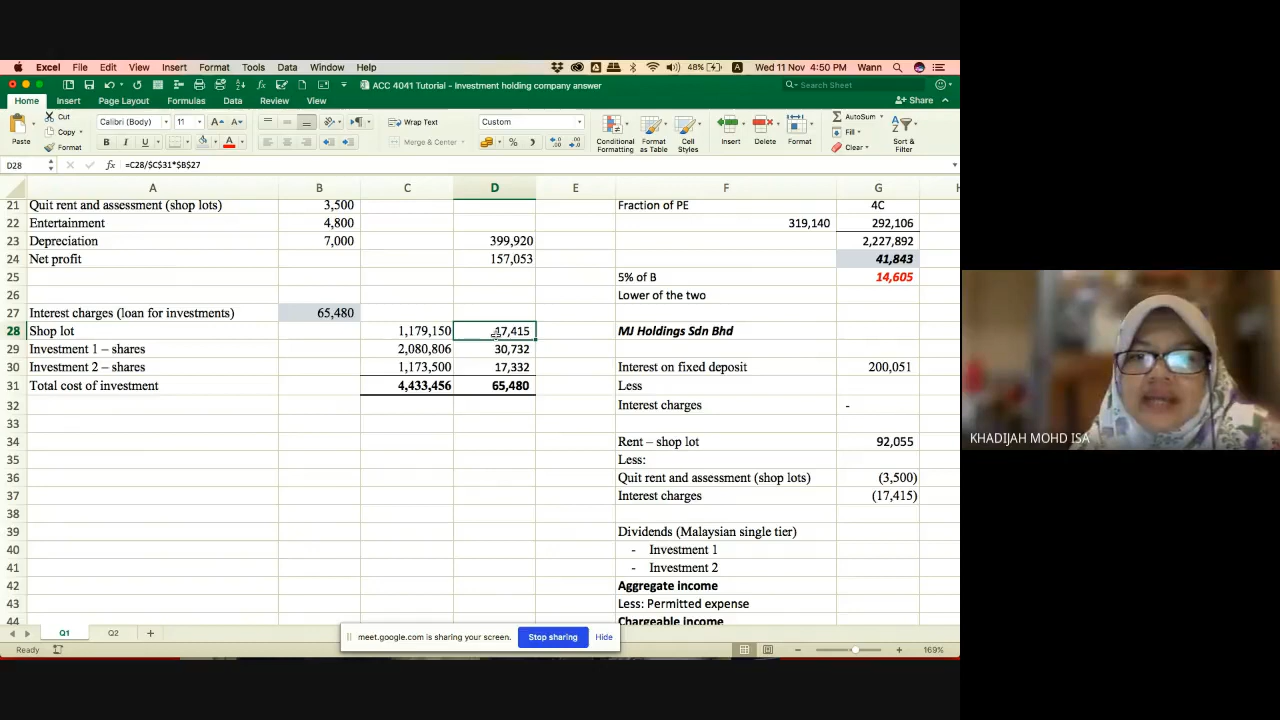 Excel File Edit View Insert Format Tools Data Window Help 48% A Wed 11 Nov 4:50 PM Wann
ACC 4041 Tutorial - Investment holding company answer
Search Sheet
Home Insert Page Layout Formulas Data Review View
Share
Paste
Cut
Copy
Format
Calibri (Body) 11
B I U
Wrap Text
Merge & Center
Custom
Conditional Formatting
Format as Table
Cell Styles
Insert Delete Format
AutoSum
Fill
Clear
Sort & Filter
D28 fx =C28/$C$31*$B$27
A B C D E F G H
21 Quit rent and assessment (shop lots) 3,500 Fraction of PE 4C
22 Entertainment 4,800 319,140 292,106
23 Depreciation 7,000 399,920 2,227,892
24 Net profit 157,053 41,843
25 5% of B 14,605
26 Lower of the two
27 Interest charges (loan for investments) 65,480
28 Shop lot 1,179,150 17,415 MJ Holdings Sdn Bhd
29 Investment 1 – shares 2,080,806 30,732
30 Investment 2 – shares 1,173,500 17,332 Interest on fixed deposit 200,051
31 Total cost of investment 4,433,456 65,480 Less
32 Interest charges -
33
34 Rent – shop lot 92,055
35 Less:
36 Quit rent and assessment (shop lots) (3,500)
37 Interest charges (17,415)
38
39 Dividends (Malaysian single tier)
40 - Investment 1
41 - Investment 2
42 Aggregate income
43 Less: Permitted expense
44 Chargeable income
Q1 Q2 +
meet.google.com is sharing your screen. Stop sharing Hide
Ready 169%
KHADIJAH MOHD ISA